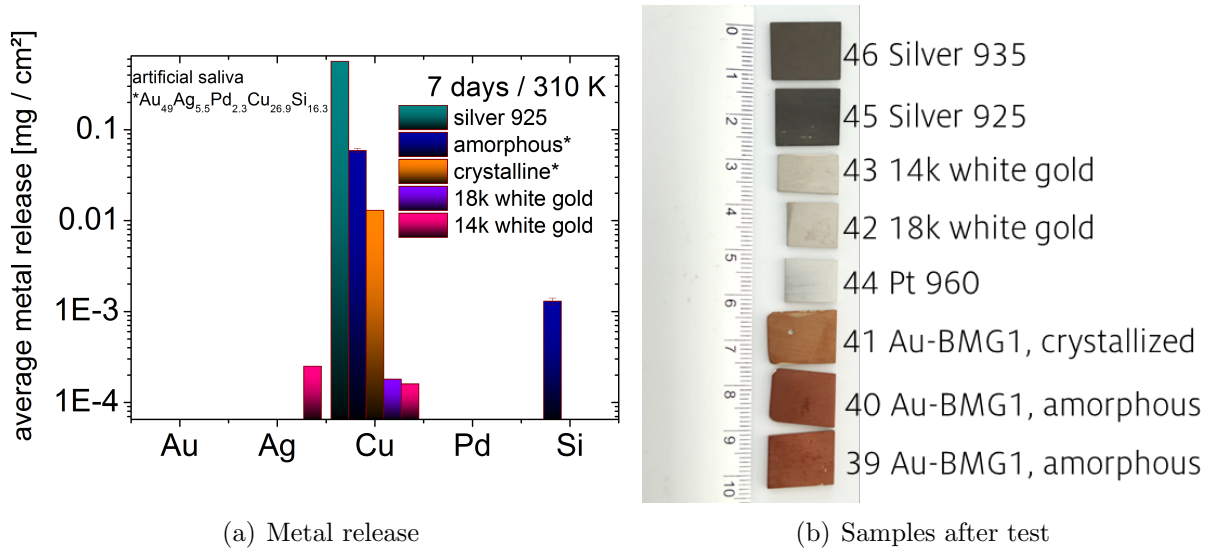 average metal release [mg / cm²]
0.1
0.01
1E-3
1E-4
artificial saliva
*Au49Ag5.5Pd2.3Cu26.9Si16.3
7 days / 310 K
silver 925
amorphous*
crystalline*
18k white gold
14k white gold
Au Ag Cu Pd Si
(a) Metal release
0
1
2
3
4
5
6
7
8
9
10
46 Silver 935
45 Silver 925
43 14k white gold
42 18k white gold
44 Pt 960
41 Au-BMG1, crystallized
40 Au-BMG1, amorphous
39 Au-BMG1, amorphous
(b) Samples after test